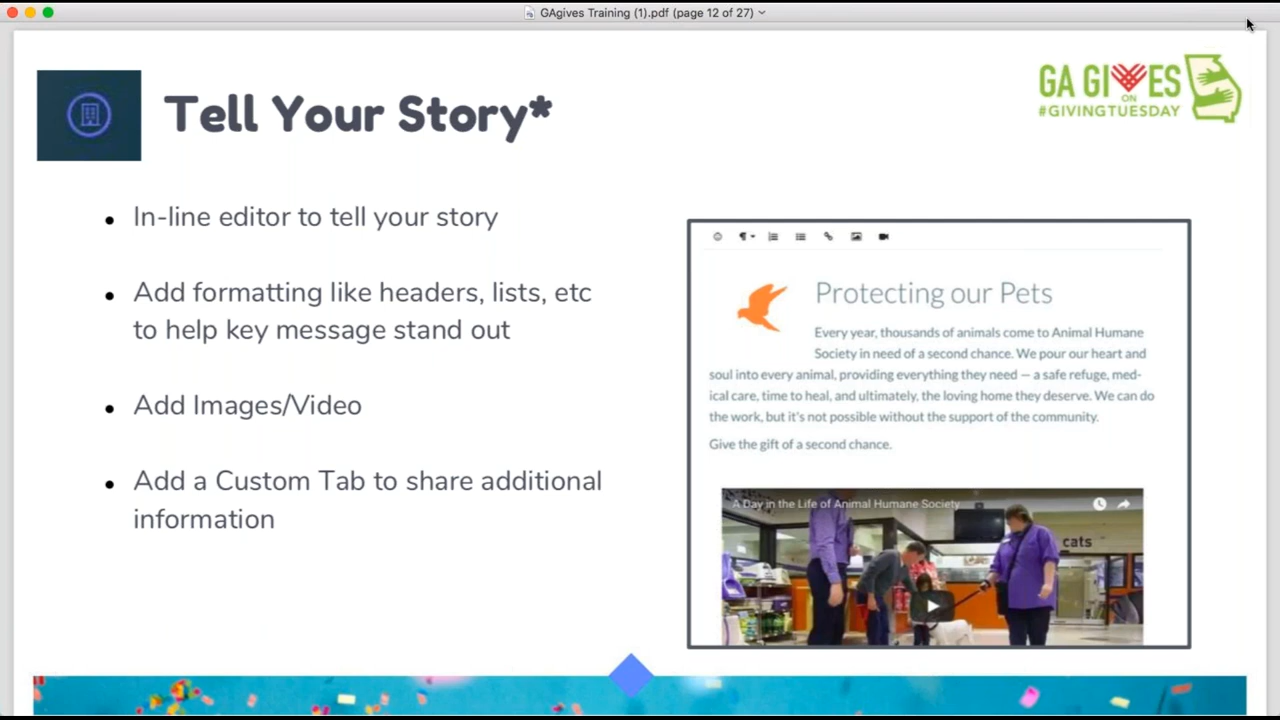 GAgives Training (1).pdf (page 12 of 27)
Tell Your Story*
GA GIVES
ON
#GIVINGTUESDAY
In-line editor to tell your story
Add formatting like headers, lists, etc
to help key message stand out
Add Images/Video
Add a Custom Tab to share additional
information
Protecting our Pets
Every year, thousands of animals come to Animal Humane
Society in need of a second chance. We pour our heart and
soul into every animal, providing everything they need — a safe refuge, med-
ical care, time to heal, and ultimately, the loving home they deserve. We can do
the work, but it's not possible without the support of the community.
Give the gift of a second chance.
A Day in the Life of Animal Humane Society
cats